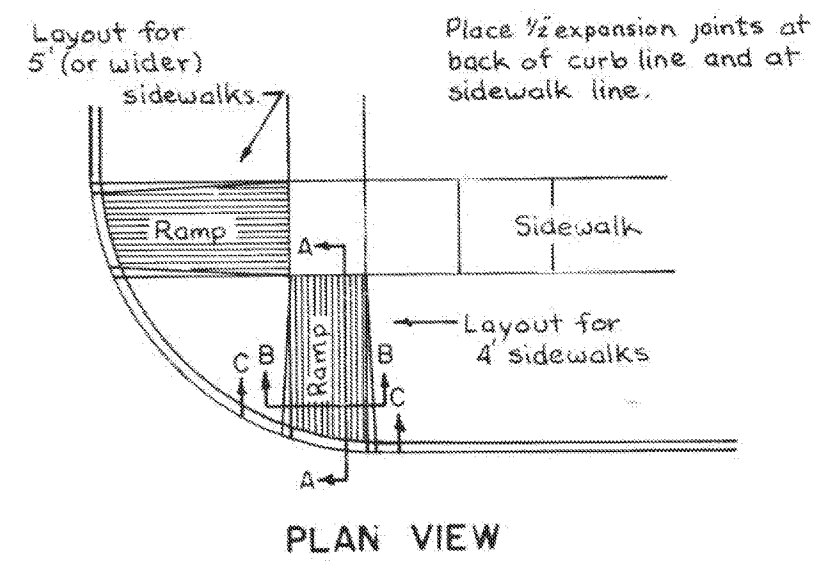 Layout for
5' (or wider)
sidewalks.
Place ½" expansion joints at
back of curb line and at
sidewalk line.
Ramp
Sidewalk
A
Ramp
Layout for
4' sidewalks
C
B
B
C
A
PLAN VIEW